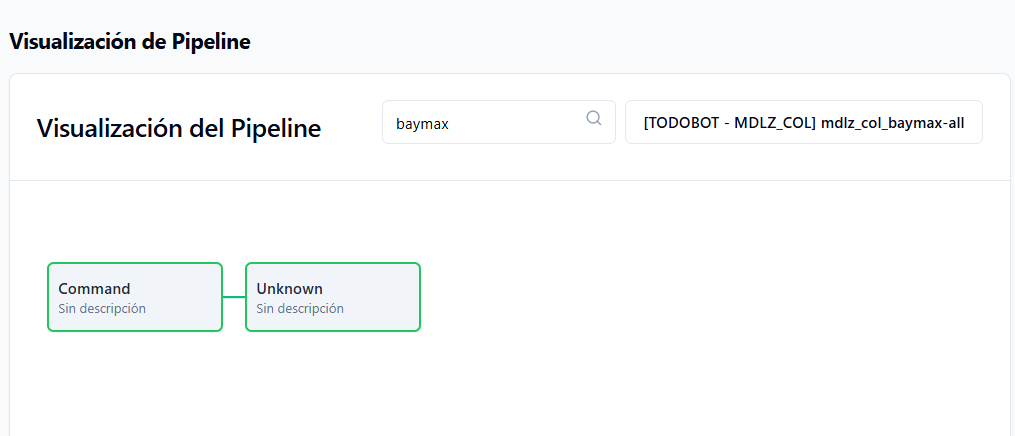 Visualización de Pipeline
Visualización del Pipeline
baymax
[TODOBOT - MDLZ_COL] mdlz_col_baymax-all
Command
Sin descripción
Unknown
Sin descripción